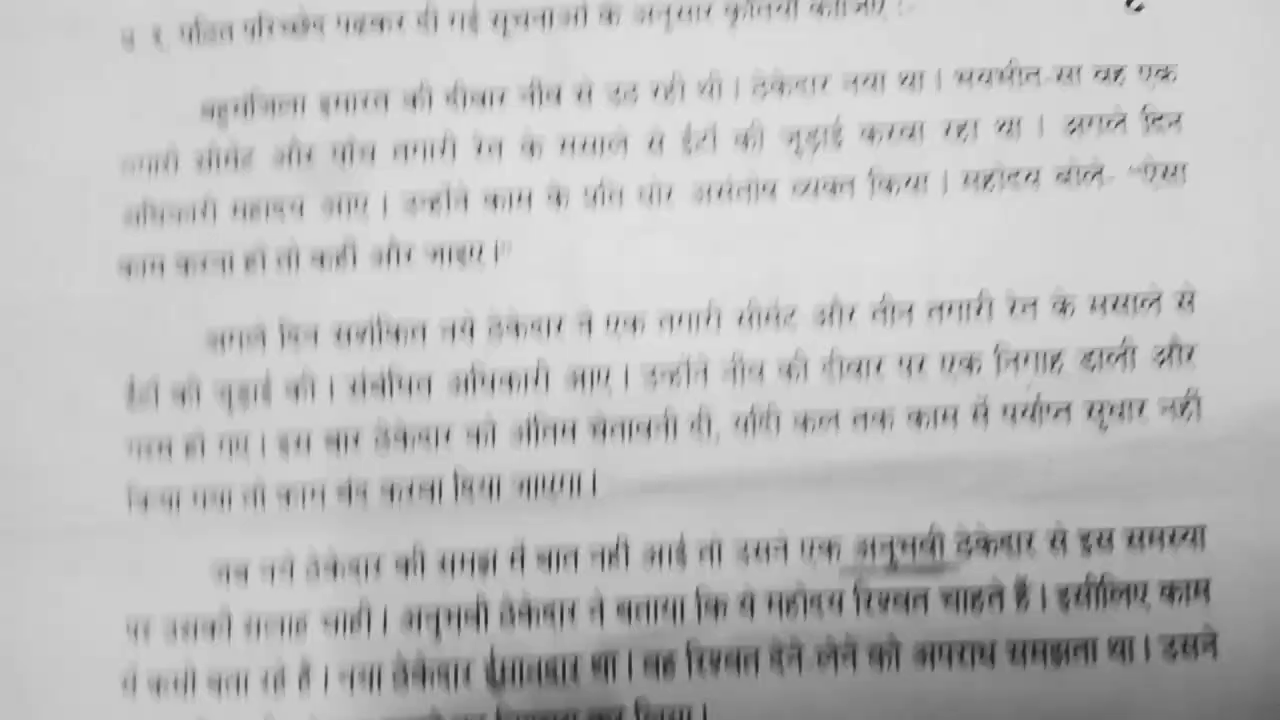 १. पठित परिच्छेद पढ़कर दी गई सूचनाओं के अनुसार कृतियाँ कीजिए :-
बहुमंजिला इमारत की दीवार नींव से उठ रही थी। ठेकेदार नया था। भयभीत-सा वह एक
तगारी सीमेंट और पाँच तगारी रेत के मसाले से ईंटों की जुड़ाई करवा रहा था। अगले दिन
अधिकारी महोदय आए। उन्होंने काम के प्रति घोर असंतोष व्यक्त किया। महोदय बोले- "ऐसा
काम करना हो तो कहीं और जाइए।"
अगले दिन सशंकित नये ठेकेदार ने एक तगारी सीमेंट और तीन तगारी रेत के मसाले से
ईंटों की जुड़ाई की। संबंधित अधिकारी आए। उन्होंने नींव की दीवार पर एक निगाह डाली और
गरम हो गए। इस बार ठेकेदार को अंतिम चेतावनी दी, यदि कल तक काम में पर्याप्त सुधार नहीं
किया गया तो काम बंद करवा दिया जाएगा।
जब नये ठेकेदार की समझ में बात नहीं आई तो उसने एक अनुभवी ठेकेदार से इस समस्या
पर उसकी सलाह चाही। अनुभवी ठेकेदार ने बताया कि ये महोदय रिश्वत चाहते हैं। इसीलिए काम
में कमी बता रहे हैं। नया ठेकेदार ईमानदार था। वह रिश्वत देने लेने को अपराध समझता था। उसने
कर लिया।